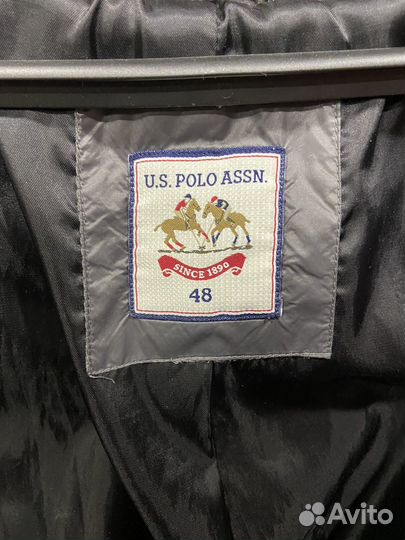 U.S. POLO ASSN.
SINCE 1890
48
Avito